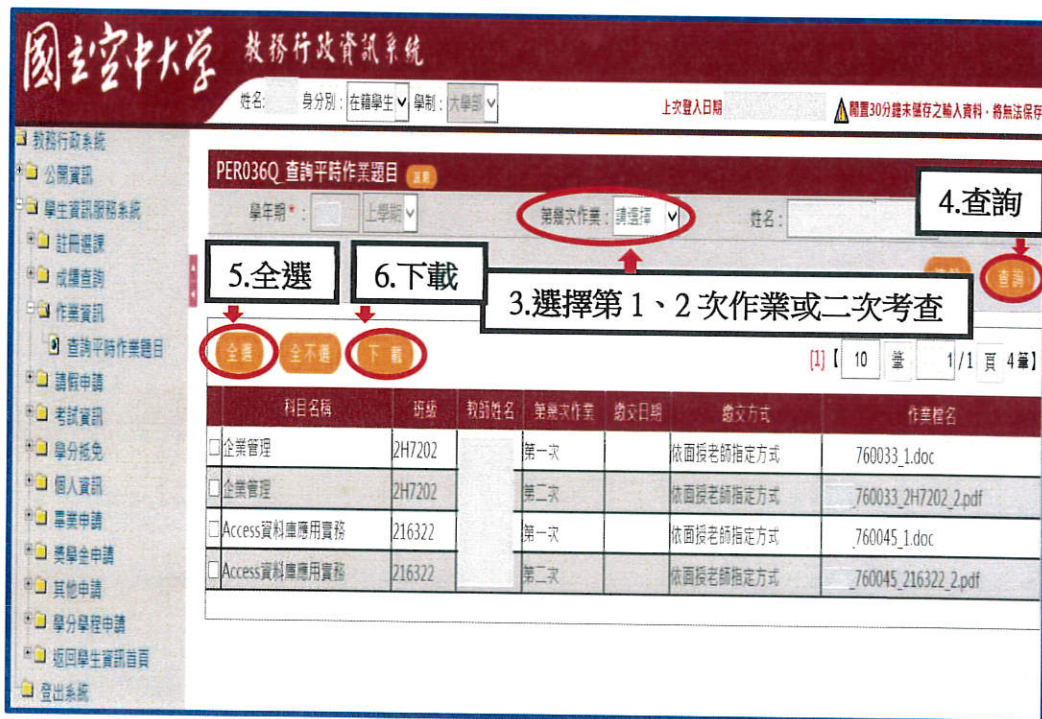 國立空中大學 教務行政資訊系統
姓名: 身分別: 在籍學生 學制: 大學部
上次登入日期 閒置30分鐘未儲存之輸入資料,將無法保存
教務行政系統
公開資訊
學生資訊服務系統
註冊選課
成績查詢
作業資訊
查詢平時作業題目
請假申請
考試資訊
學分抵免
個人資訊
畢業申請
獎學金申請
其他申請
學分學程申請
返回學生資訊首頁
登出系統
PER036Q_查詢平時作業題目
學年期*: 上學期 第幾次作業: 請選擇 姓名:
4.查詢
查詢
5.全選
6.下載
3.選擇第1、2次作業或二次考查
全選 全不選 下載
[1]【 10 筆 1/1 頁 4筆】
科目名稱 班級 教師姓名 第幾次作業 繳交日期 繳交方式 作業檔名
企業管理 2H7202 第一次 依面授老師指定方式 760033_1.doc
企業管理 2H7202 第二次 依面授老師指定方式 _760033_2H7202_2.pdf
Access資料庫應用實務 216322 第一次 依面授老師指定方式 _760045_1.doc
Access資料庫應用實務 216322 第二次 依面授老師指定方式 _760045_216322_2.pdf